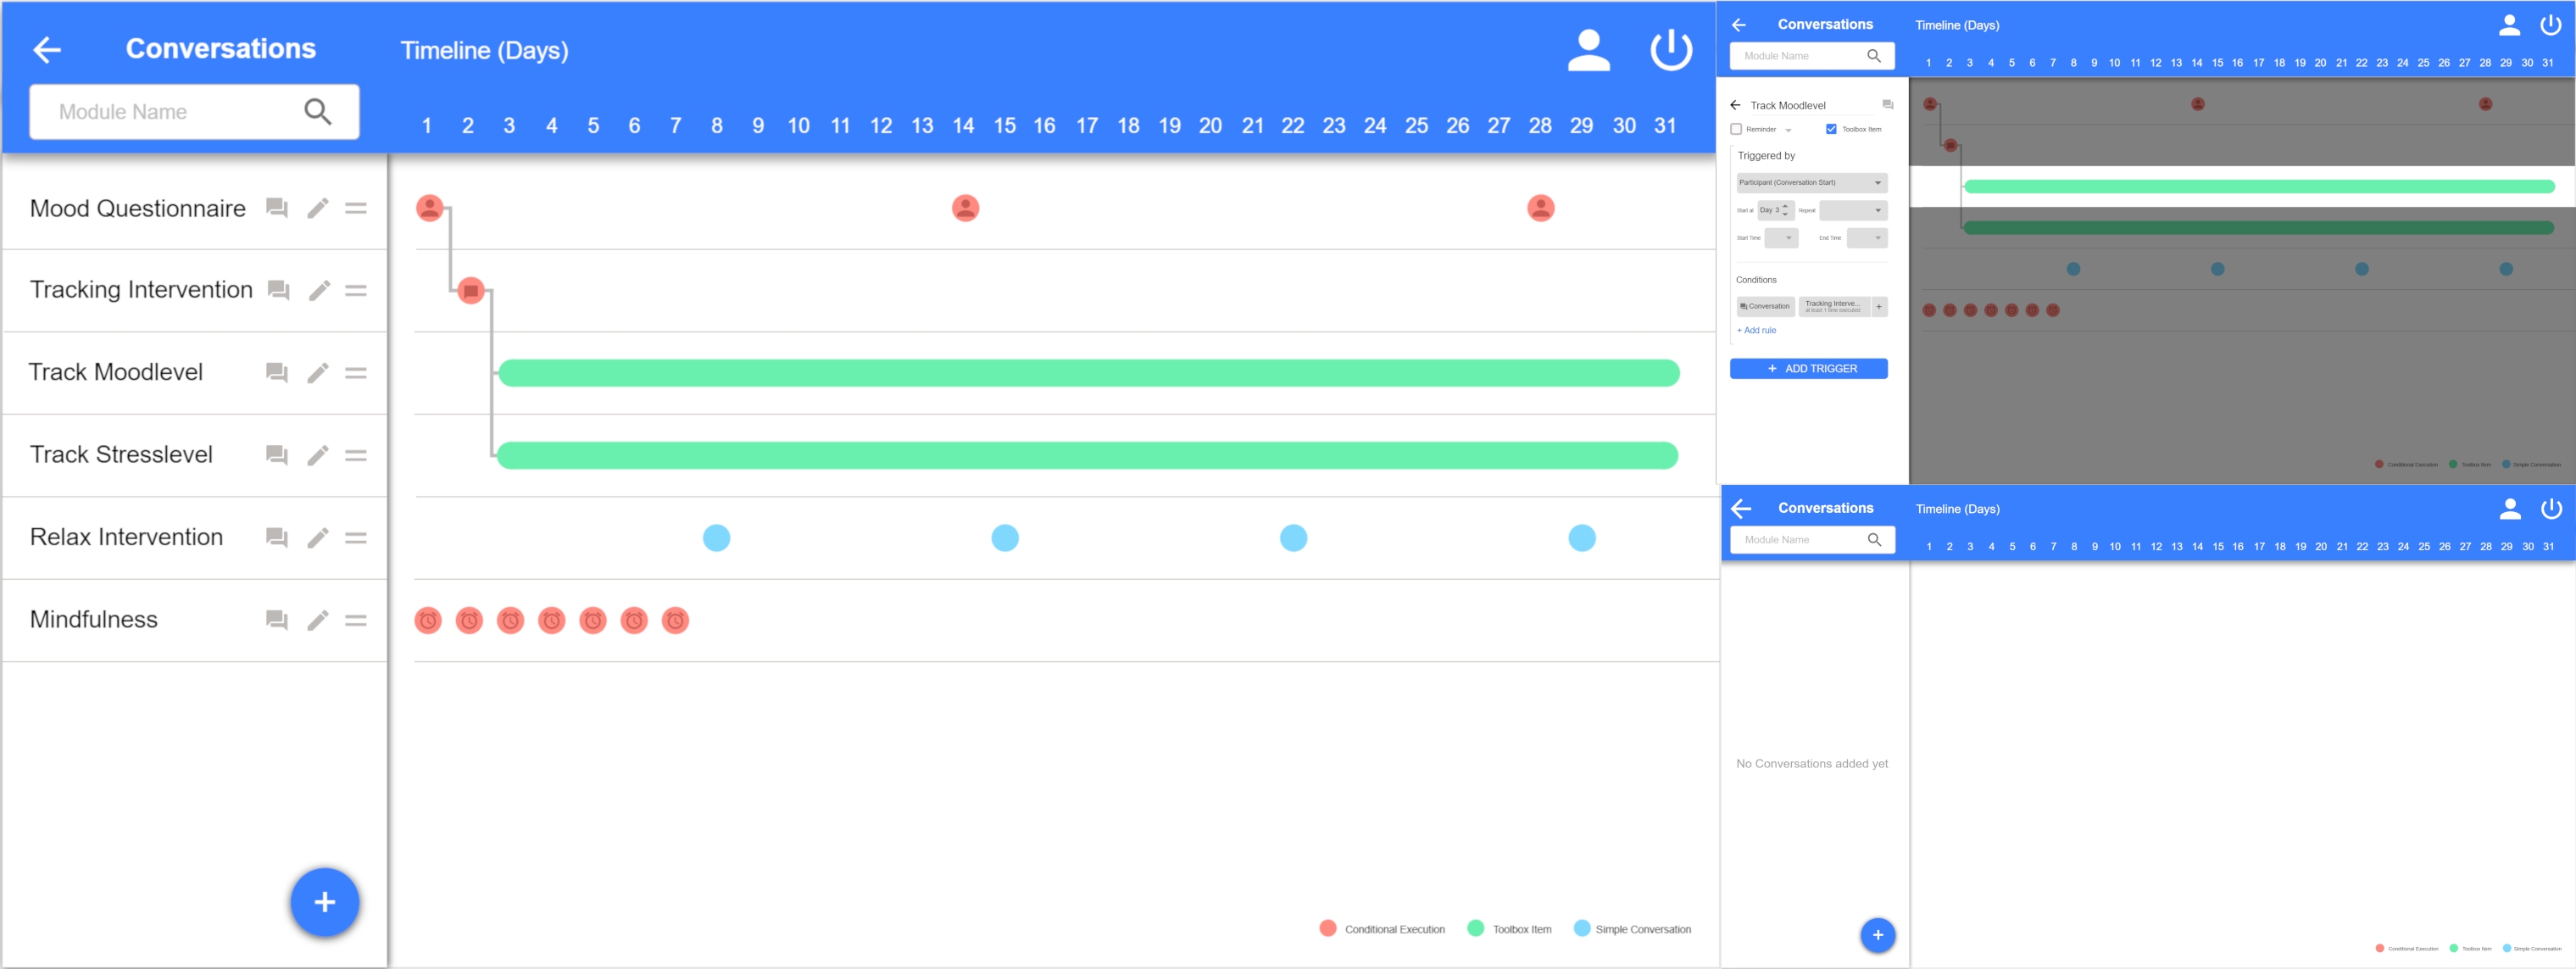 Conversations
Timeline (Days)
Module Name
1 2 3 4 5 6 7 8 9 10 11 12 13 14 15 16 17 18 19 20 21 22 23 24 25 26 27 28 29 30 31
Mood Questionnaire
Tracking Intervention
Track Moodlevel
Track Stresslevel
Relax Intervention
Mindfulness
+
Conditional Execution Toolbox Item Simple Conversation
Conversations
Timeline (Days)
Module Name
1 2 3 4 5 6 7 8 9 10 11 12 13 14 15 16 17 18 19 20 21 22 23 24 25 26 27 28 29 30 31
Track Moodlevel
Reminder Toolbox Item
Triggered by
Participant (Conversation Start)
Start at Day 3 Repeat
Start Time End Time
Conditions
Conversation Tracking Interve... +
at least 1 time executed
+ Add rule
+ ADD TRIGGER
Conditional Execution Toolbox Item Simple Conversation
Conversations
Timeline (Days)
Module Name
1 2 3 4 5 6 7 8 9 10 11 12 13 14 15 16 17 18 19 20 21 22 23 24 25 26 27 28 29 30 31
No Conversations added yet
+
Conditional Execution Toolbox Item Simple Conversation